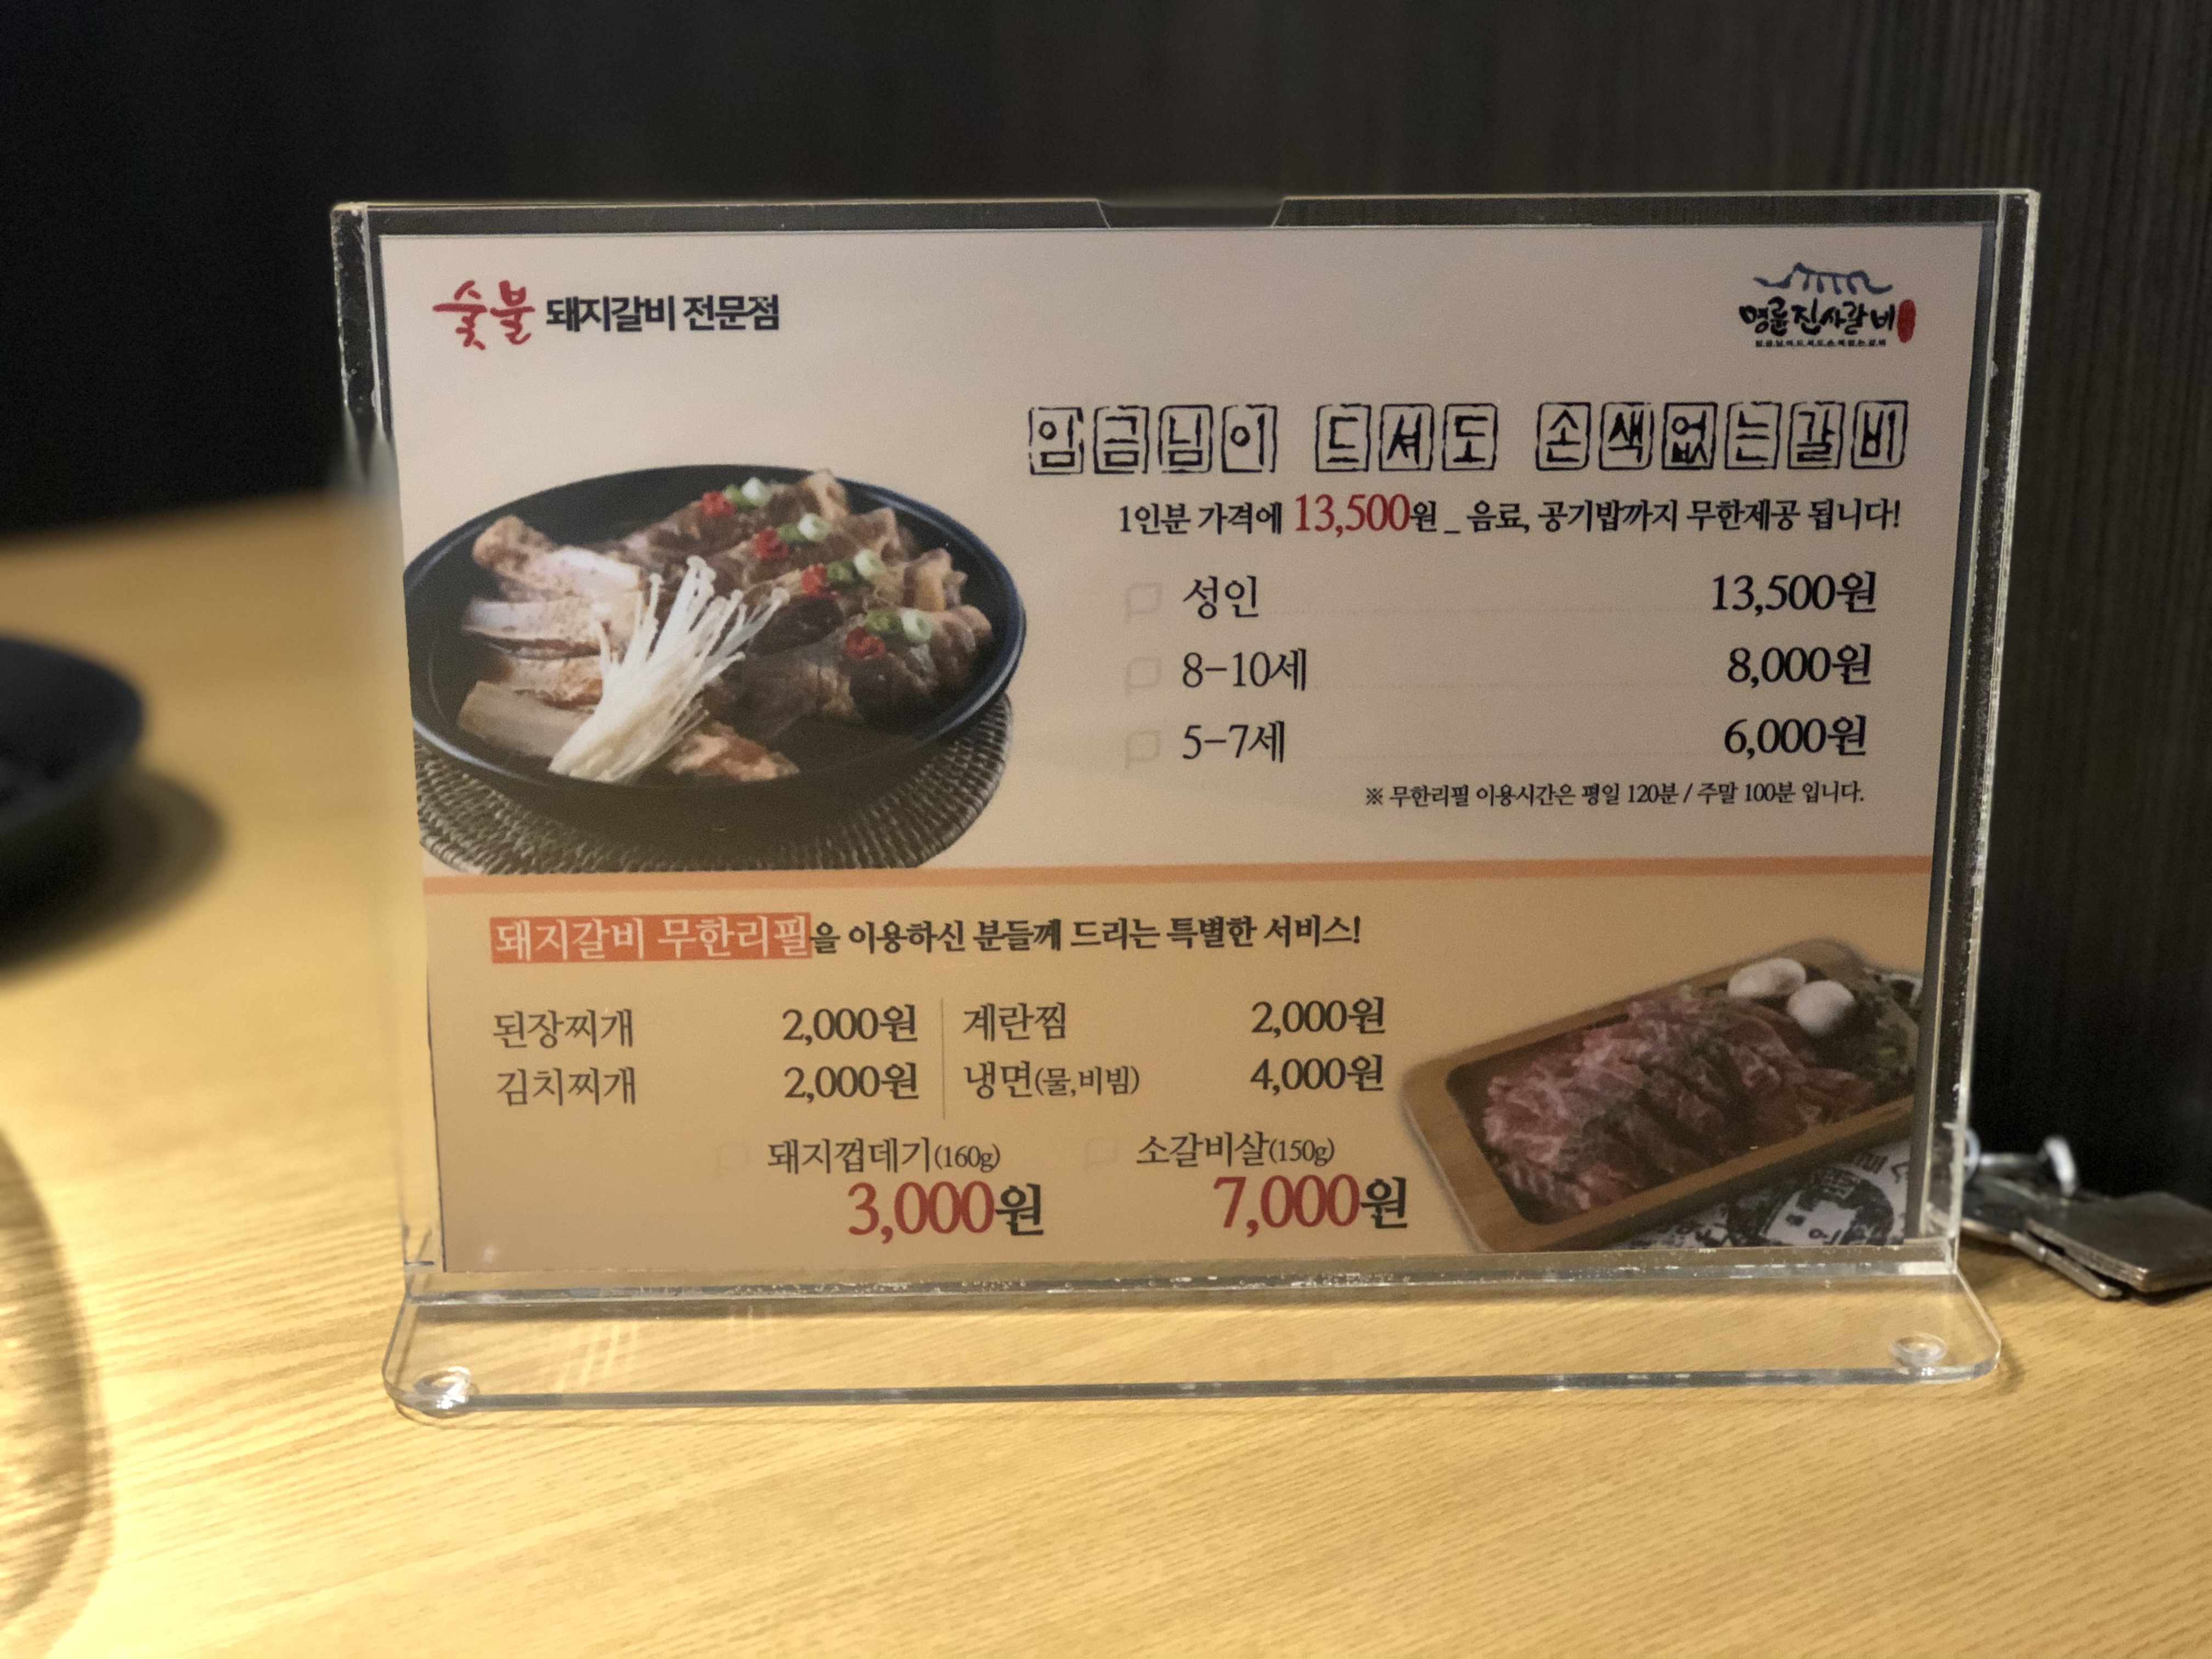 숯불 돼지갈비 전문점
명륜진사갈비
임금님이 드셔도 손색없는갈비
1인분 가격에 13,500원_음료, 공기밥까지 무한제공 됩니다!
성인 13,500원
8-10세 8,000원
5-7세 6,000원
※ 무한리필 이용시간은 평일 120분 / 주말 100분 입니다.
돼지갈비 무한리필을 이용하신 분들께 드리는 특별한 서비스!
된장찌개 2,000원 계란찜 2,000원
김치찌개 2,000원 냉면(물,비빔) 4,000원
돼지껍데기(160g) 소갈비살(150g)
3,000원 7,000원